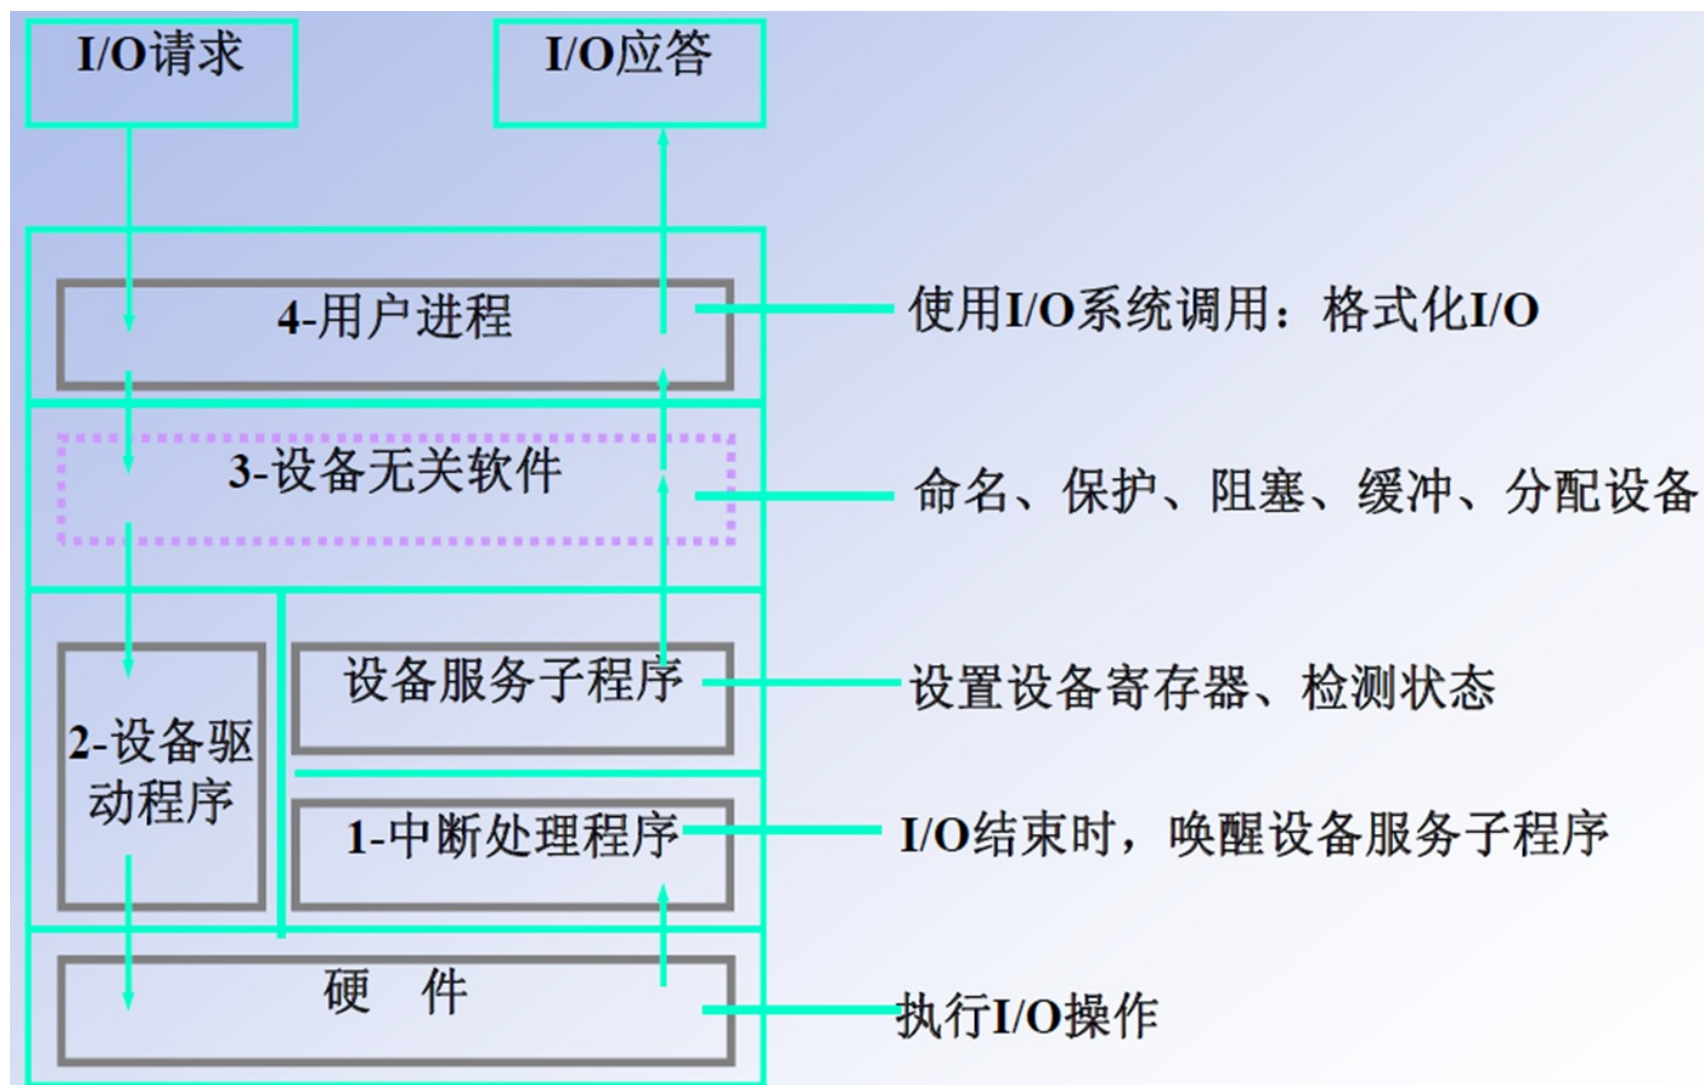 I/O请求
I/O应答
4-用户进程
使用I/O系统调用：格式化I/O
3-设备无关软件
命名、保护、阻塞、缓冲、分配设备
设备服务子程序
设置设备寄存器、检测状态
2-设备驱
动程序
1-中断处理程序
I/O结束时，唤醒设备服务子程序
硬 件
执行I/O操作